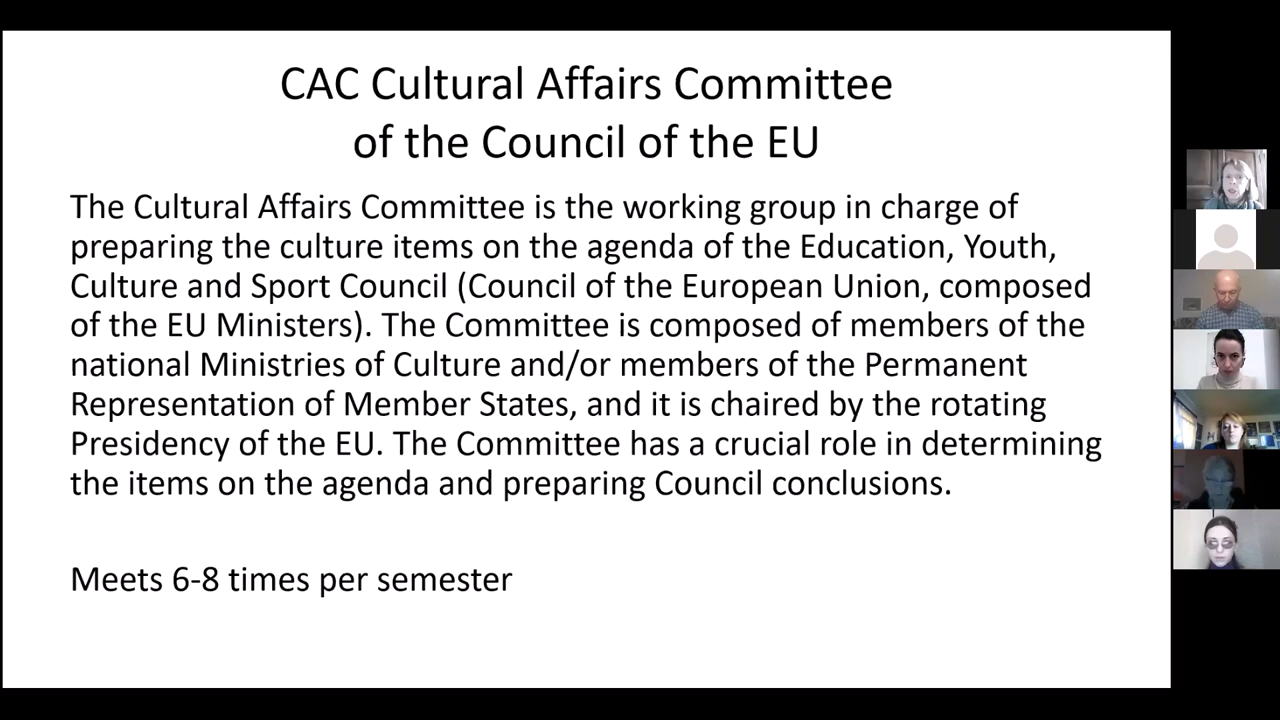 CAC Cultural Affairs Committee
of the Council of the EU
The Cultural Affairs Committee is the working group in charge of
preparing the culture items on the agenda of the Education, Youth,
Culture and Sport Council (Council of the European Union, composed
of the EU Ministers). The Committee is composed of members of the
national Ministries of Culture and/or members of the Permanent
Representation of Member States, and it is chaired by the rotating
Presidency of the EU. The Committee has a crucial role in determining
the items on the agenda and preparing Council conclusions.
Meets 6-8 times per semester